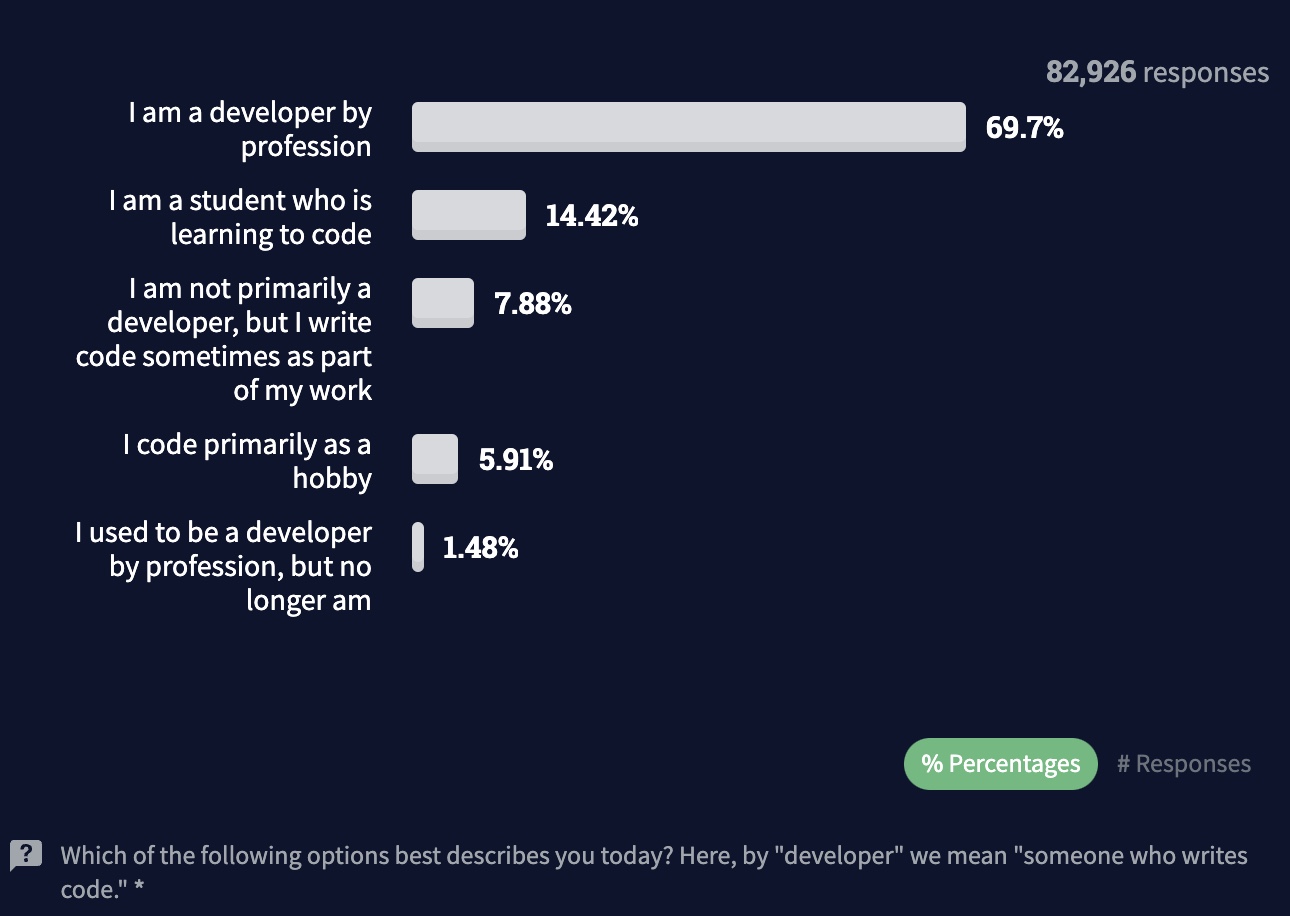 82,926 responses
I am a developer by
profession
69.7%
I am a student who is
learning to code
14.42%
I am not primarily a
developer, but I write
code sometimes as part
of my work
7.88%
I code primarily as a
hobby
5.91%
I used to be a developer
by profession, but no
longer am
1.48%
% Percentages # Responses
? Which of the following options best describes you today? Here, by "developer" we mean "someone who writes
code." *